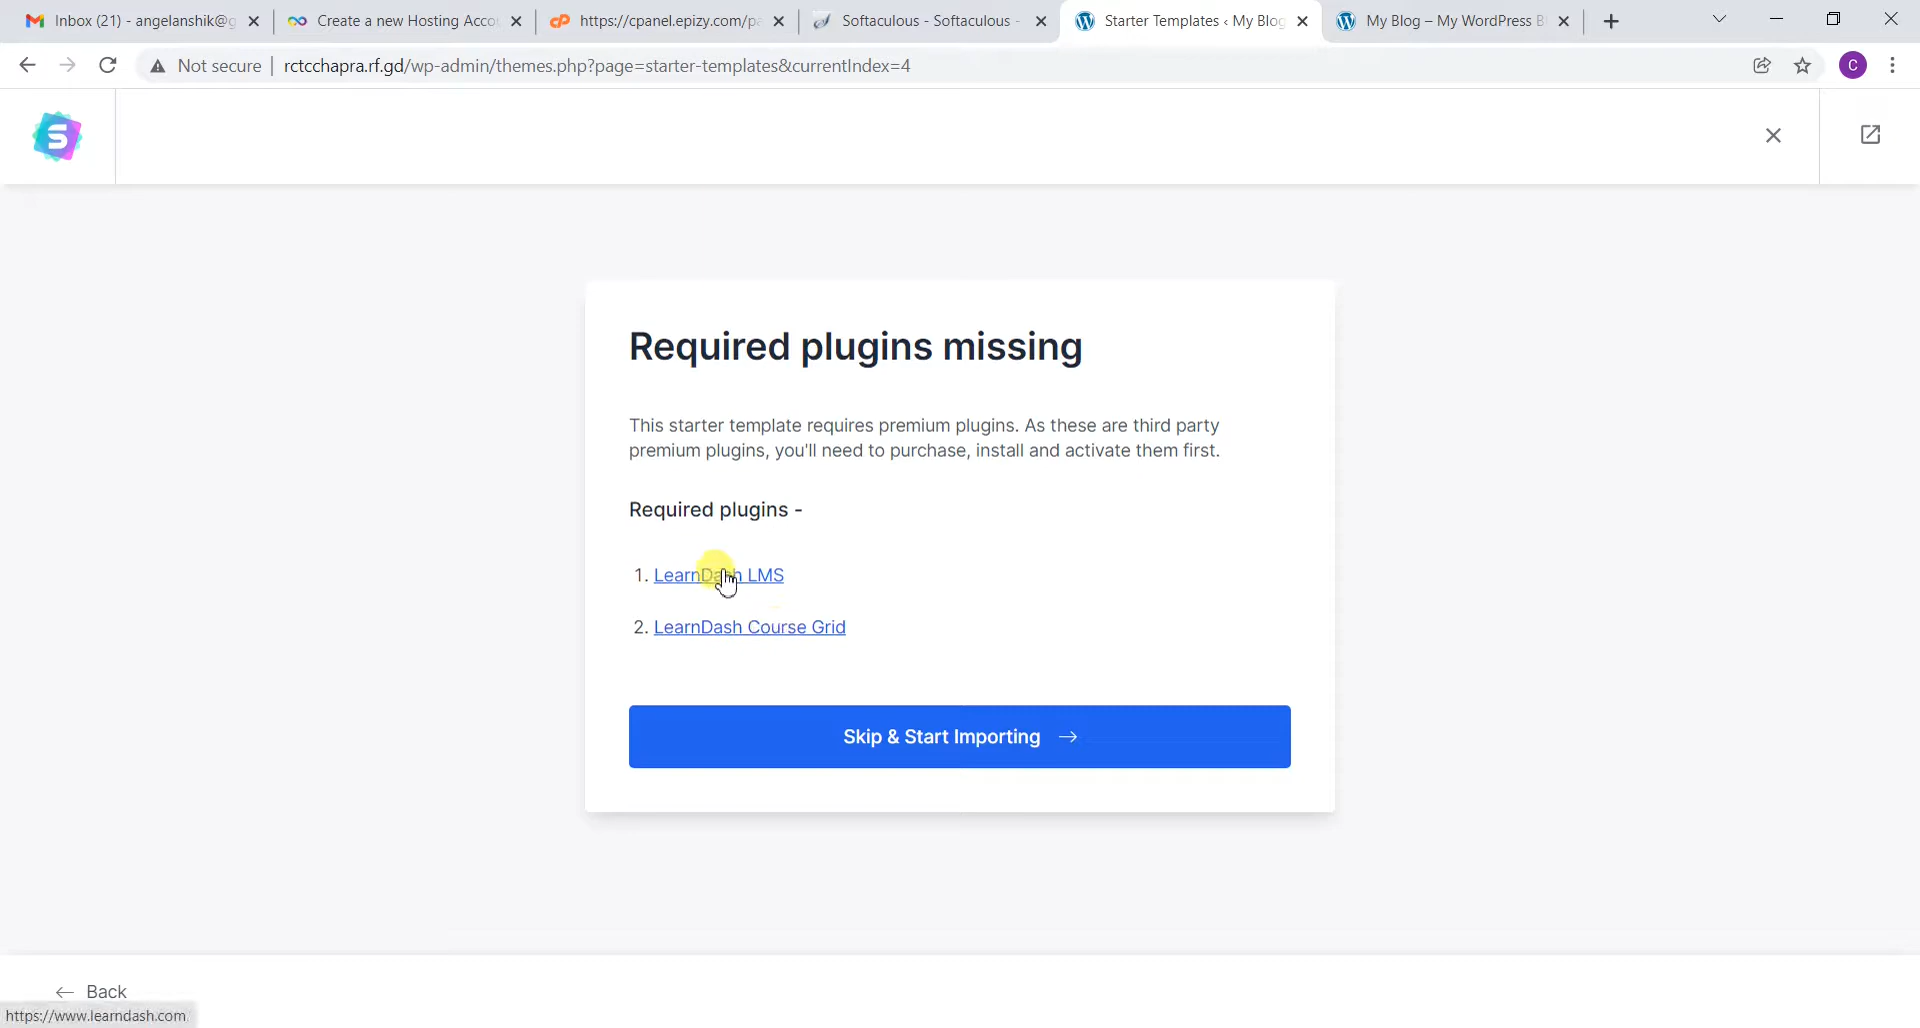 Inbox (21) - angelanshik@g
Create a new Hosting Acco
https://cpanel.epizy.com/pa
Softaculous - Softaculous -
Starter Templates ‹ My Blog
My Blog – My WordPress B
Not secure
rctcchapra.rf.gd/wp-admin/themes.php?page=starter-templates&currentIndex=4
C
S
Required plugins missing
This starter template requires premium plugins. As these are third party
premium plugins, you'll need to purchase, install and activate them first.
Required plugins -
1. LearnDash LMS
2. LearnDash Course Grid
Skip & Start Importing →
← Back
https://www.learndash.com